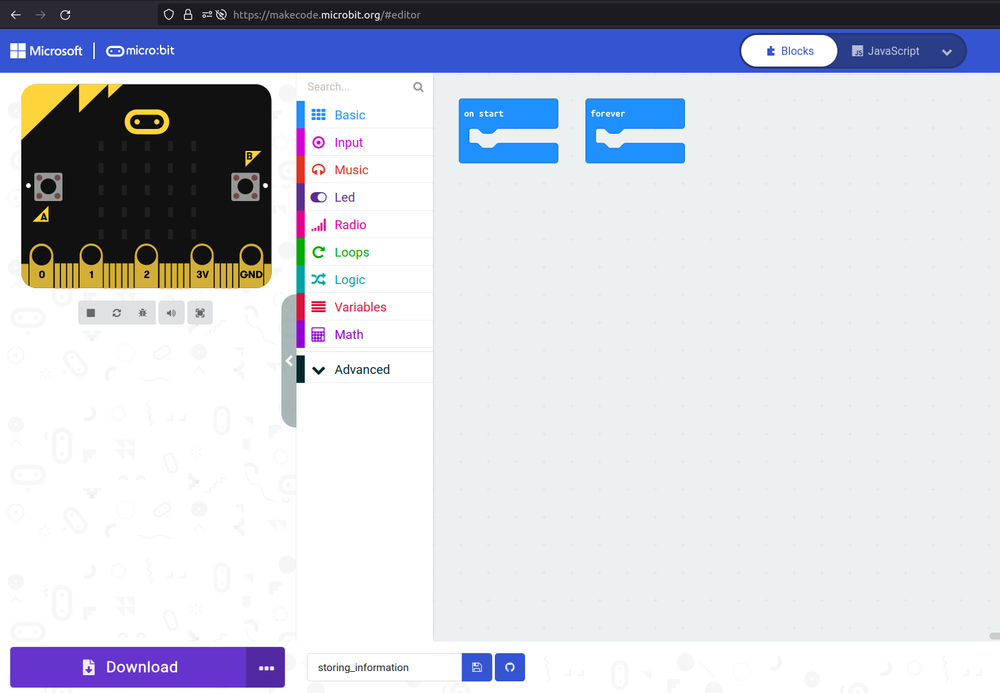 https://makecode.microbit.org/#editor
Microsoft
micro:bit
Blocks
JS
JavaScript
B
A
0
1
2
3V
GND
Search...
Basic
Input
Music
Led
Radio
Loops
Logic
Variables
Math
Advanced
on start
forever
Download
storing_information